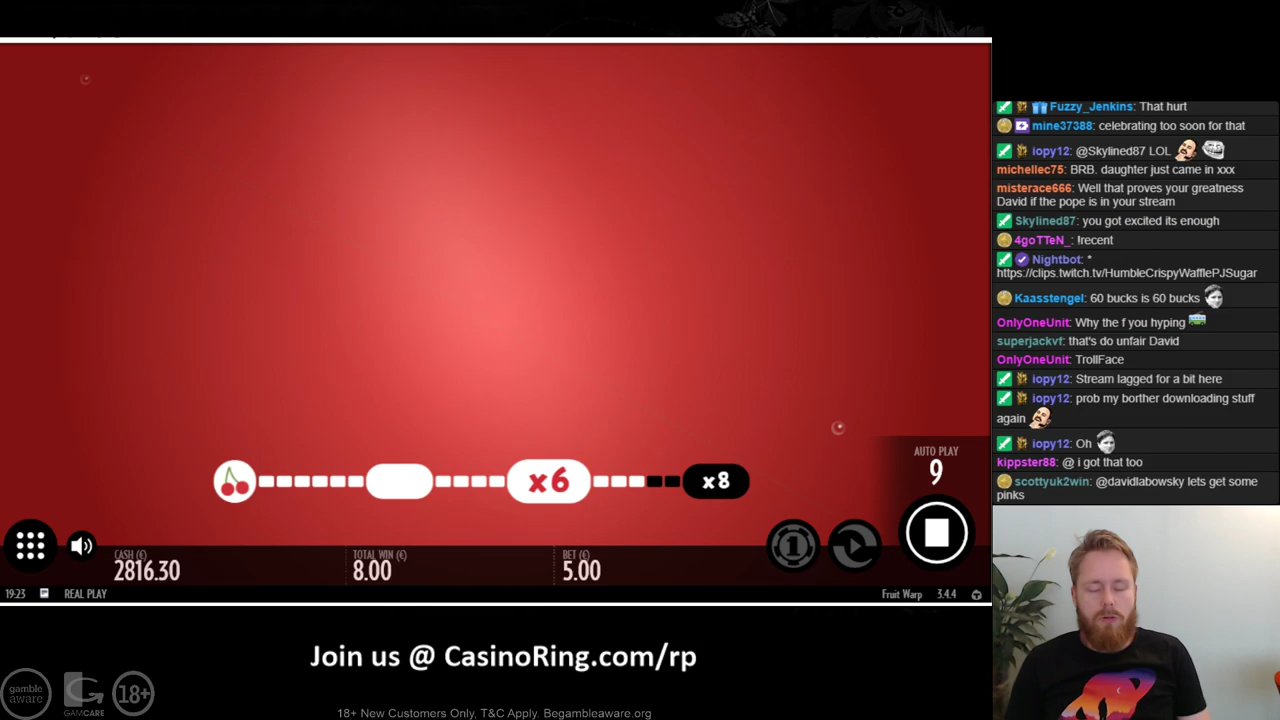 Fuzzy_Jenkins: That hurt
mine37388: celebrating too soon for that
iopy12: @Skylined87 LOL
michellec75: BRB. daughter just came in xxx
misterace666: Well that proves your greatness
David if the pope is in your stream
Skylined87: you got excited its enough
4goTTeN_: !recent
Nightbot: *
https://clips.twitch.tv/HumbleCrispyWafflePJSugar
Kaasstengel: 60 bucks is 60 bucks
OnlyOneUnit: Why the f you hyping
superjackvf: that's do unfair David
OnlyOneUnit: TrollFace
iopy12: Stream lagged for a bit here
iopy12: prob my borther downloading stuff
again
iopy12: Oh
kippster88: @ i got that too
scottyuk2win: @davidlabowsky lets get some
pinks
AUTO PLAY
9
x6
x8
1
CASH (€)
2816.30
TOTAL WIN (€)
8.00
BET (€)
5.00
19:23
REAL PLAY
Fruit Warp
3.4.4
Join us @ CasinoRing.com/rp
gamble
aware
GAMCARE
18+
18+ New Customers Only, T&C Apply. Begambleaware.org